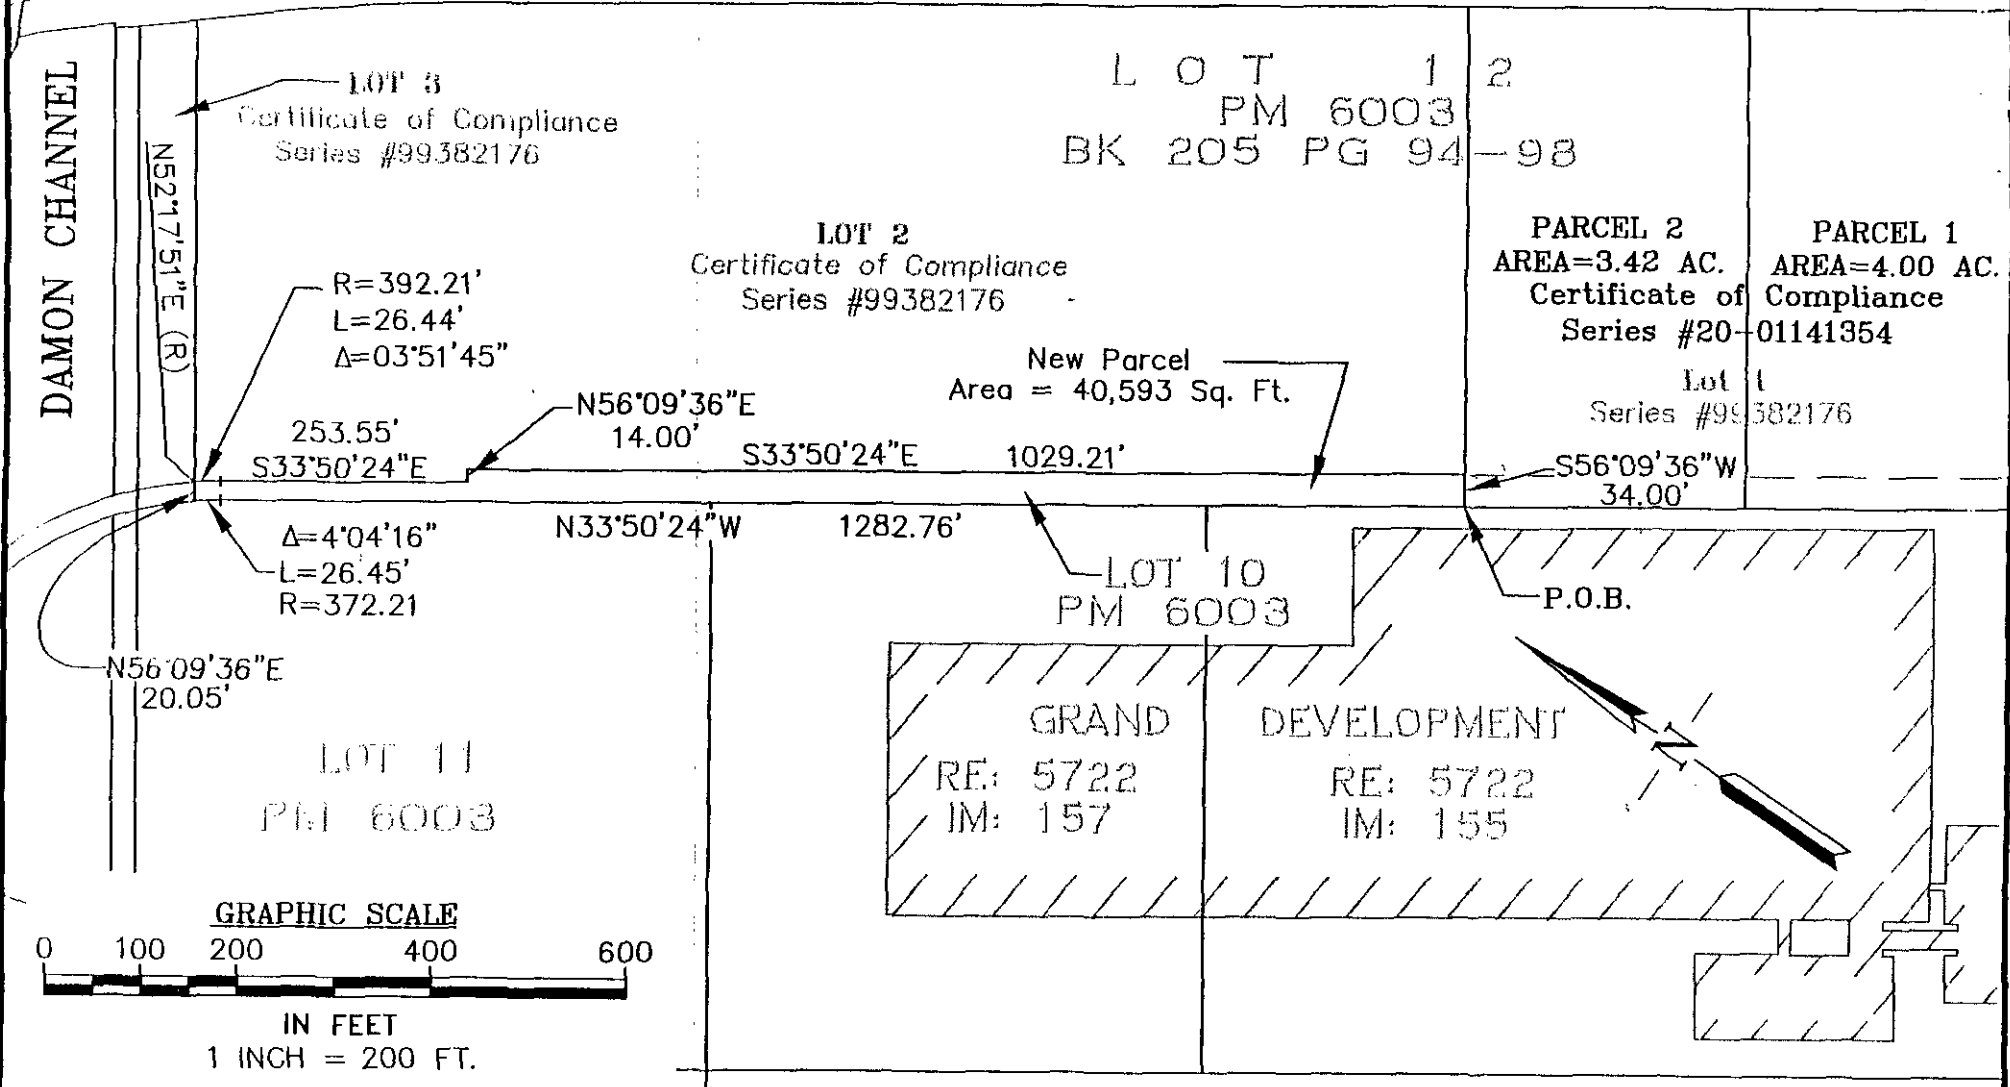 DAMON CHANNEL
LOT 3
Certificate of Compliance
Series #99382176
N52°17'51"E (R)
LOT 12
PM 6003
BK 205 PG 94-98
LOT 2
Certificate of Compliance
Series #99382176
PARCEL 2
AREA=3.42 AC.
PARCEL 1
AREA=4.00 AC.
Certificate of Compliance
Series #20-01141354
Lot 1
Series #99382176
R=392.21'
L=26.44'
Δ=03°51'45"
New Parcel
Area = 40,593 Sq. Ft.
253.55'
S33°50'24"E
N56°09'36"E
14.00'
S33°50'24"E 1029.21'
S56°09'36"W
34.00'
N33°50'24"W 1282.76'
Δ=4°04'16"
L=26.45'
R=372.21
LOT 10
PM 6003
P.O.B.
N56°09'36"E
20.05'
LOT 11
PM 6003
GRAND DEVELOPMENT
RE: 5722
IM: 157
RE: 5722
IM: 155
N
GRAPHIC SCALE
0 100 200 400 600
IN FEET
1 INCH = 200 FT.